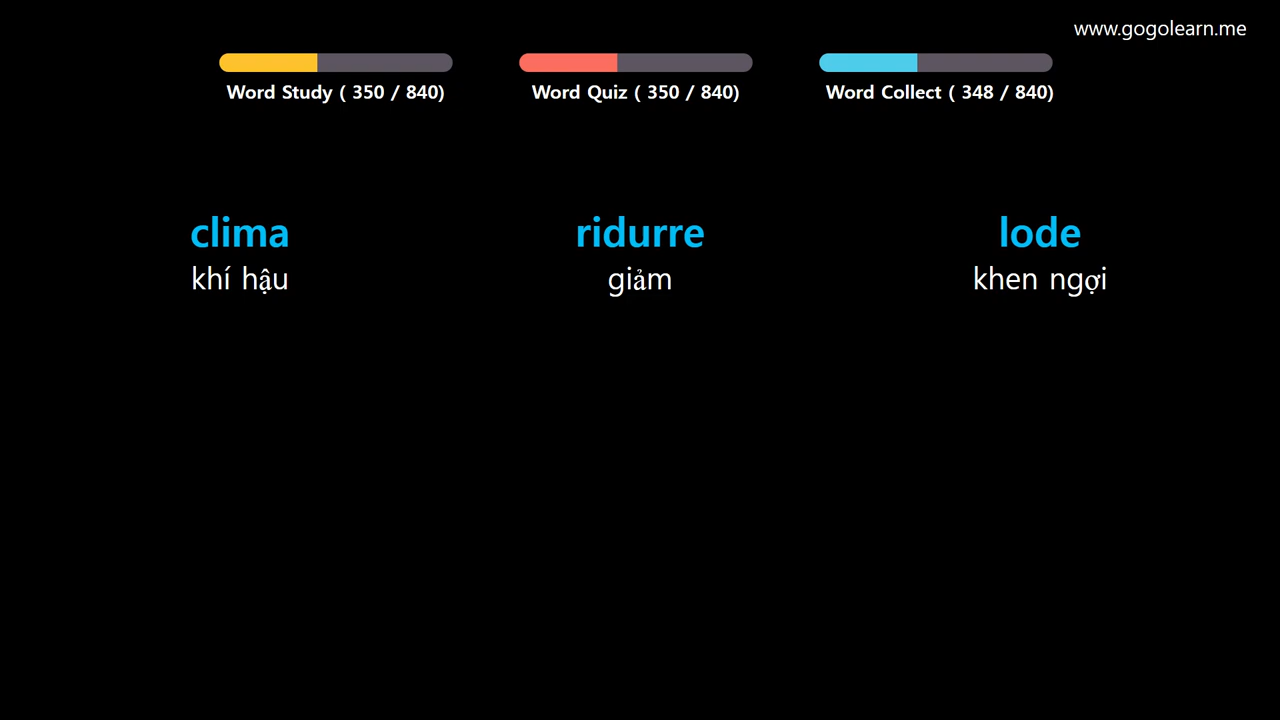 www.gogolearn.me
Word Study ( 350 / 840)
Word Quiz ( 350 / 840)
Word Collect ( 348 / 840)
clima
khí hậu
ridurre
giảm
lode
khen ngợi